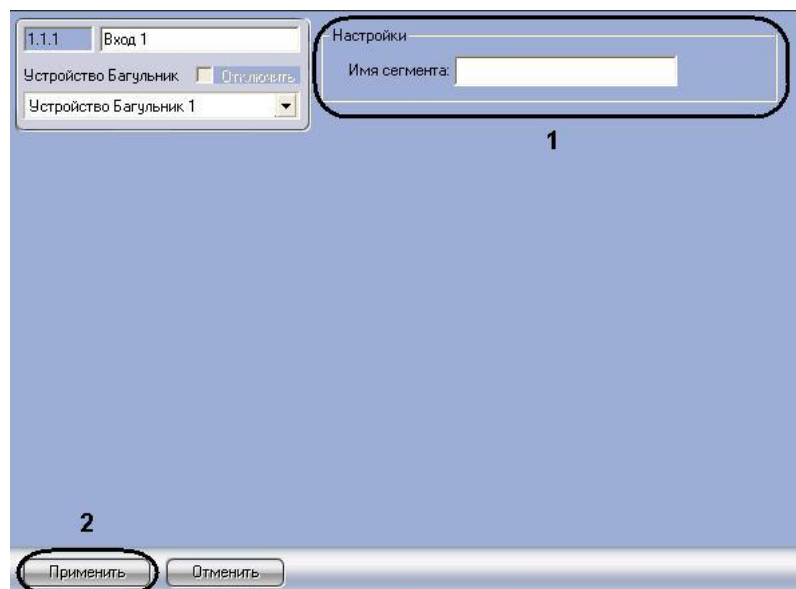 1.1.1 Вход 1
Настройки
Имя сегмента:
Устройство Багульник Отключить
Устройство Багульник 1
1
2
Применить Отменить